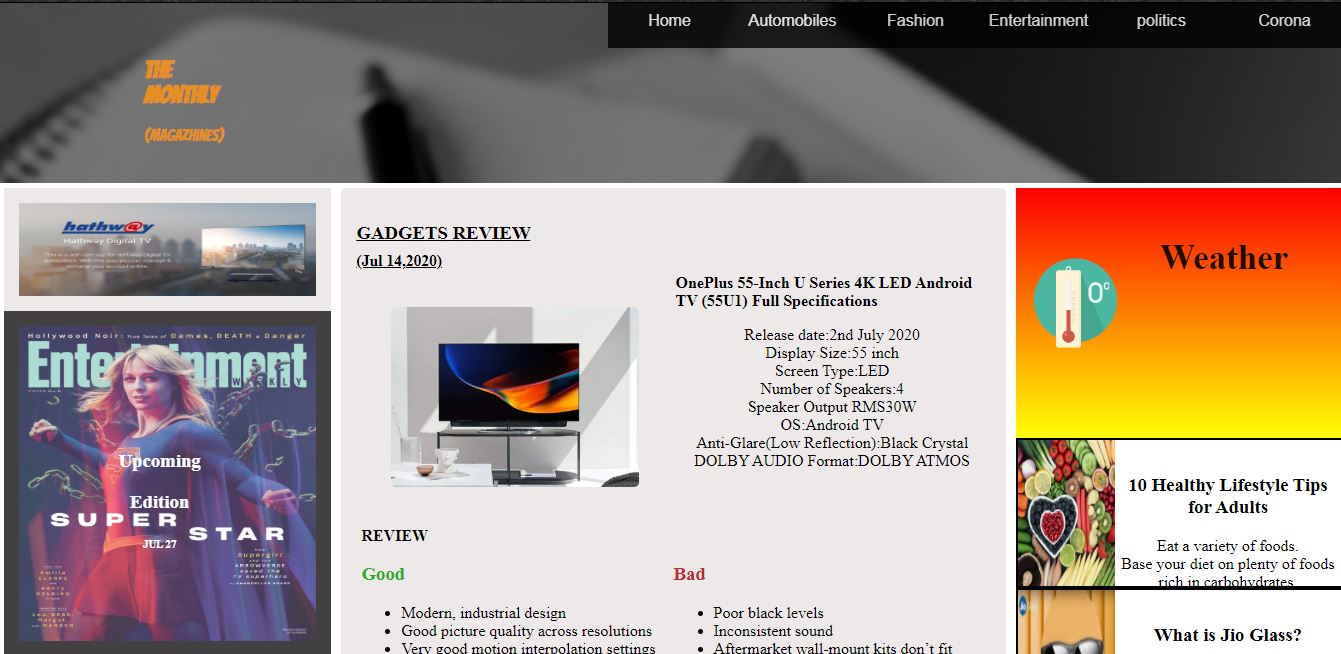 Home Automobiles Fashion Entertainment politics Corona
THE
MONTHLY
(MAGAZHINES)
hathw@y
Hathway Digital TV
GADGETS REVIEW
(Jul 14,2020)
OnePlus 55-Inch U Series 4K LED Android
TV (55U1) Full Specifications
Release date:2nd July 2020
Display Size:55 inch
Screen Type:LED
Number of Speakers:4
Speaker Output RMS30W
OS:Android TV
Anti-Glare(Low Reflection):Black Crystal
DOLBY AUDIO Format:DOLBY ATMOS
REVIEW
Good
Modern, industrial design
Good picture quality across resolutions
Very good motion interpolation settings
Bad
Poor black levels
Inconsistent sound
Aftermarket wall-mount kits don’t fit
Hollywood Noir: True Tales of Dames, DEATH & Danger
Entertainment
WEEKLY
Upcoming
Edition
SUPER
STAR
JUL 27
Weather
0°
10 Healthy Lifestyle Tips
for Adults
Eat a variety of foods.
Base your diet on plenty of foods
rich in carbohydrates
What is Jio Glass?